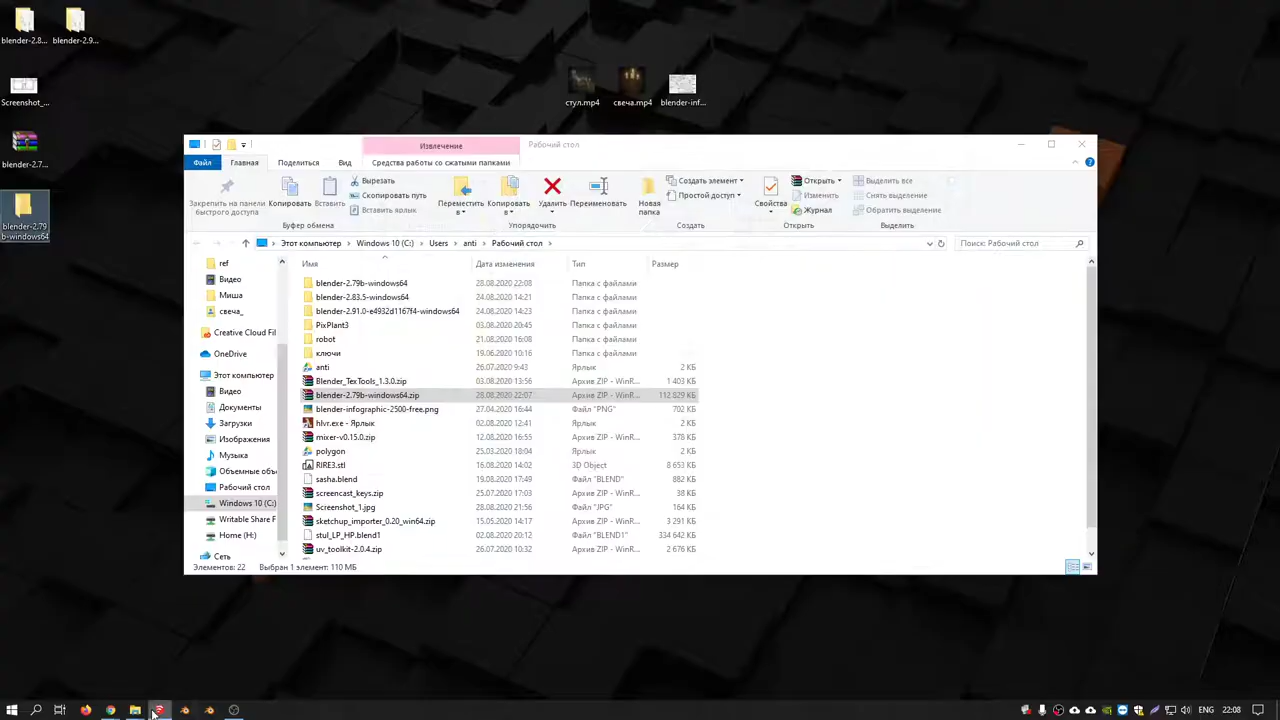 blender-2.8...
blender-2.9...
Screenshot_...
blender-2.7...
blender-2.79
b-windows64
стул.mp4
свеча.mp4
blender-inf...
Извлечение
Рабочий стол
Файл
Главная
Поделиться
Вид
Средства работы со сжатыми папками
Закрепить на панели
быстрого доступа
Копировать
Вставить
Вырезать
Скопировать путь
Вставить ярлык
Буфер обмена
Переместить
в
Копировать
в
Удалить
Переименовать
Упорядочить
Новая
папка
Создать элемент
Простой доступ
Создать
Свойства
Открыть
Изменить
Журнал
Открыть
Выделить все
Снять выделение
Обратить выделение
Выделить
Этот компьютер > Windows 10 (C:) > Users > anti > Рабочий стол >
Поиск: Рабочий стол
Имя
Дата изменения
Тип
Размер
ref
Видео
Миша
свеча_
Creative Cloud Fil
OneDrive
Этот компьютер
Видео
Документы
Загрузки
Изображения
Музыка
Объемные объ
Рабочий стол
Windows 10 (C:)
Writable Share F
Home (H:)
Сеть
blender-2.79b-windows64 28.08.2020 22:08 Папка с файлами
blender-2.83.5-windows64 24.08.2020 14:21 Папка с файлами
blender-2.91.0-e4932d1167f4-windows64 24.08.2020 14:23 Папка с файлами
PixPlant3 03.08.2020 20:45 Папка с файлами
robot 21.08.2020 16:08 Папка с файлами
ключи 19.06.2020 10:16 Папка с файлами
anti 26.07.2020 9:43 Ярлык 2 КБ
Blender_TexTools_1.3.0.zip 03.08.2020 13:56 Архив ZIP - WinR... 1 403 КБ
blender-2.79b-windows64.zip 28.08.2020 22:07 Архив ZIP - WinR... 112 829 КБ
blender-infographic-2500-free.png 27.04.2020 16:44 Файл "PNG" 702 КБ
hlvr.exe - Ярлык 02.08.2020 12:41 Ярлык 2 КБ
mixer-v0.15.0.zip 12.08.2020 16:55 Архив ZIP - WinR... 378 КБ
polygon 25.03.2020 18:04 Ярлык 2 КБ
RIRE3.stl 16.08.2020 14:02 3D Object 8 653 КБ
sasha.blend 19.08.2020 17:49 Файл "BLEND" 882 КБ
screencast_keys.zip 25.07.2020 17:03 Архив ZIP - WinR... 38 КБ
Screenshot_1.jpg 28.08.2020 21:56 Файл "JPG" 164 КБ
sketchup_importer_0.20_win64.zip 15.05.2020 14:17 Архив ZIP - WinR... 3 291 КБ
stul_LP_HP.blend1 02.08.2020 20:12 Файл "BLEND1" 334 642 КБ
uv_toolkit-2.0.4.zip 26.07.2020 10:32 Архив ZIP - WinR... 2 676 КБ
Элементов: 22 Выбран 1 элемент: 110 МБ
ENG 22:08